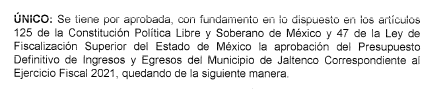 ÚNICO: Se tiene por aprobada, con fundamento en lo dispuesto en los artículos
125 de la Constitución Política Libre y Soberano de México y 47 de la Ley de
Fiscalización Superior del Estado de México la aprobación del Presupuesto
Definitivo de Ingresos y Egresos del Municipio de Jaltenco Correspondiente al
Ejercicio Fiscal 2021, quedando de la siguiente manera.